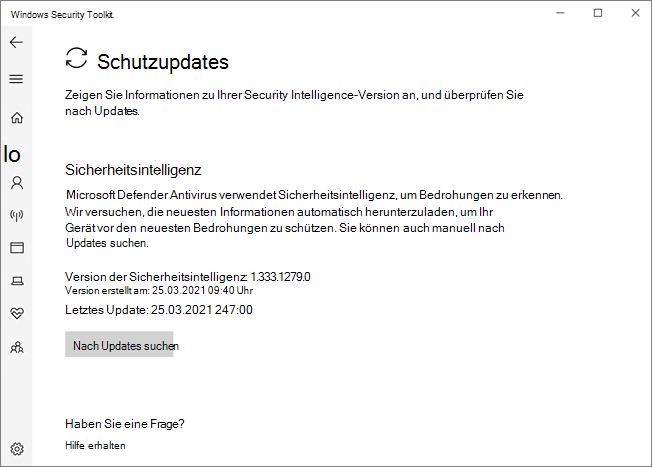 Windows Security Toolkit.
Schutzupdates
Zeigen Sie Informationen zu Ihrer Security Intelligence-Version an, und überprüfen Sie
nach Updates.
lo
Sicherheitsintelligenz
Microsoft Defender Antivirus verwendet Sicherheitsintelligenz, um Bedrohungen zu erkennen.
Wir versuchen, die neuesten Informationen automatisch herunterzuladen, um Ihr
Gerät vor den neuesten Bedrohungen zu schützen. Sie können auch manuell nach
Updates suchen.
Version der Sicherheitsintelligenz: 1.333.1279.0
Version erstellt am: 25.03.2021 09:40 Uhr
Letztes Update: 25.03.2021 247:00
Nach Updates suchen
Haben Sie eine Frage?
Hilfe erhalten